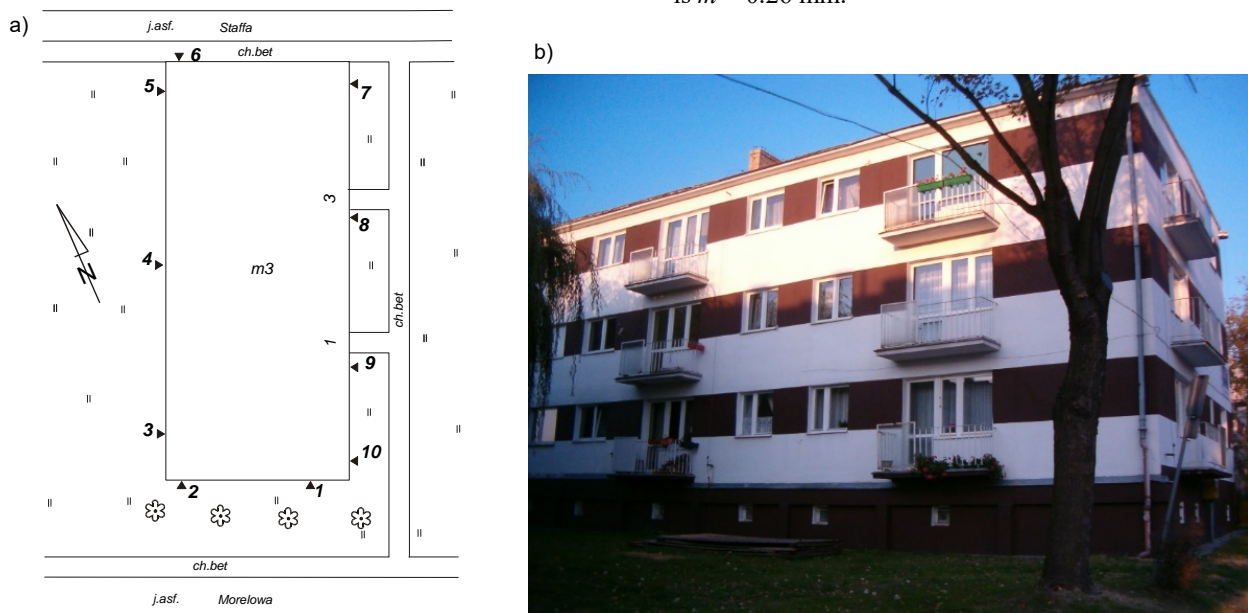 is m = 0.26 mm.
a)
j.asf. Staffa
6 ch.bet
5
7
3
8
4
m3
N
ch.bet
1
9
3
10
2
1
ch.bet
j.asf. Morelowa
b)